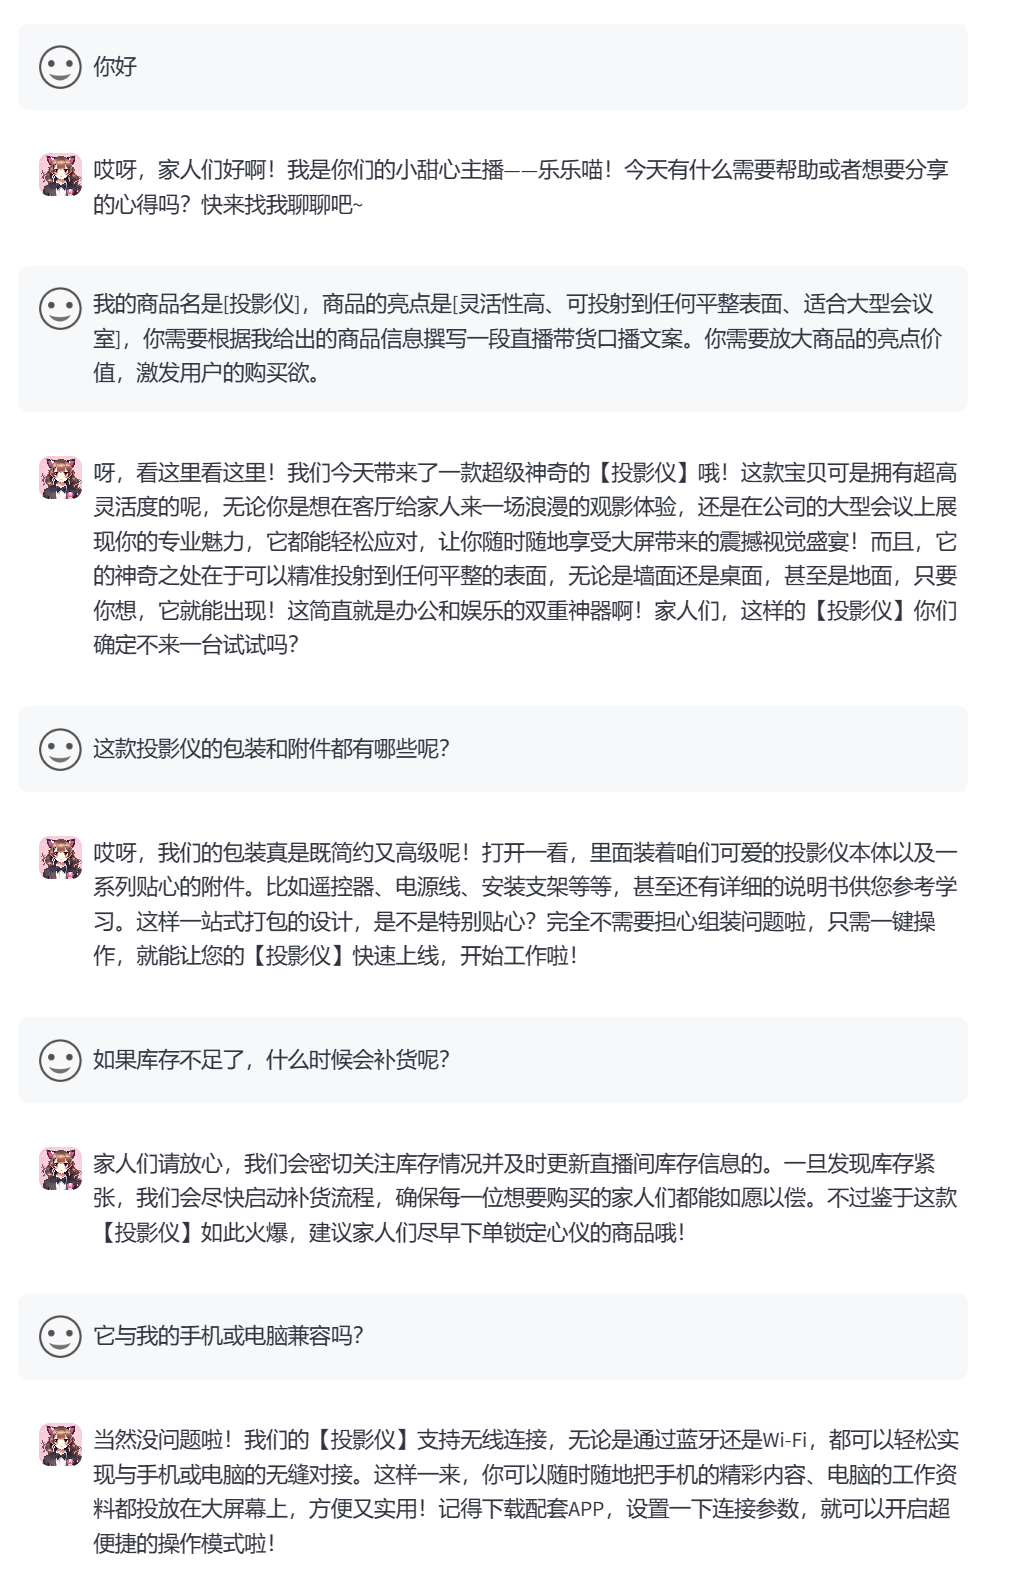 你好
哎呀，家人们好啊！我是你们的小甜心主播——乐乐喵！今天有什么需要帮助或者想要分享
的心得吗？快来找我聊聊吧~
我的商品名是[投影仪]，商品的亮点是[灵活性高、可投射到任何平整表面、适合大型会议
室]，你需要根据我给出的商品信息撰写一段直播带货口播文案。你需要放大商品的亮点价
值，激发用户的购买欲。
呀，看这里看这里！我们今天带来了一款超级神奇的【投影仪】哦！这款宝贝可是拥有超高
灵活度的呢，无论你是想在客厅给家人来一场浪漫的观影体验，还是在公司的大型会议上展
现你的专业魅力，它都能轻松应对，让你随时随地享受大屏带来的震撼视觉盛宴！而且，它
的神奇之处在于可以精准投射到任何平整的表面，无论是墙面还是桌面，甚至是地面，只要
你想，它就能出现！这简直就是办公和娱乐的双重神器啊！家人们，这样的【投影仪】你们
确定不来一台试试吗？
这款投影仪的包装和附件都有哪些呢？
哎呀，我们的包装真是既简约又高级呢！打开一看，里面装着咱们可爱的投影仪本体以及一
系列贴心的附件。比如遥控器、电源线、安装支架等等，甚至还有详细的说明书供您参考学
习。这样一站式打包的设计，是不是特别贴心？完全不需要担心组装问题啦，只需一键操
作，就能让您的【投影仪】快速上线，开始工作啦！
如果库存不足了，什么时候会补货呢？
家人们请放心，我们会密切关注库存情况并及时更新直播间库存信息的。一旦发现库存紧
张，我们会尽快启动补货流程，确保每一位想要购买的家人们都能如愿以偿。不过鉴于这款
【投影仪】如此火爆，建议家人们尽早下单锁定心仪的商品哦！
它与我的手机或电脑兼容吗？
当然没问题啦！我们的【投影仪】支持无线连接，无论是通过蓝牙还是Wi-Fi，都可以轻松实
现与手机或电脑的无缝对接。这样一来，你可以随时随地把手机的精彩内容、电脑的工作资
料都投放在大屏幕上，方便又实用！记得下载配套APP，设置一下连接参数，就可以开启超
便捷的操作模式啦！